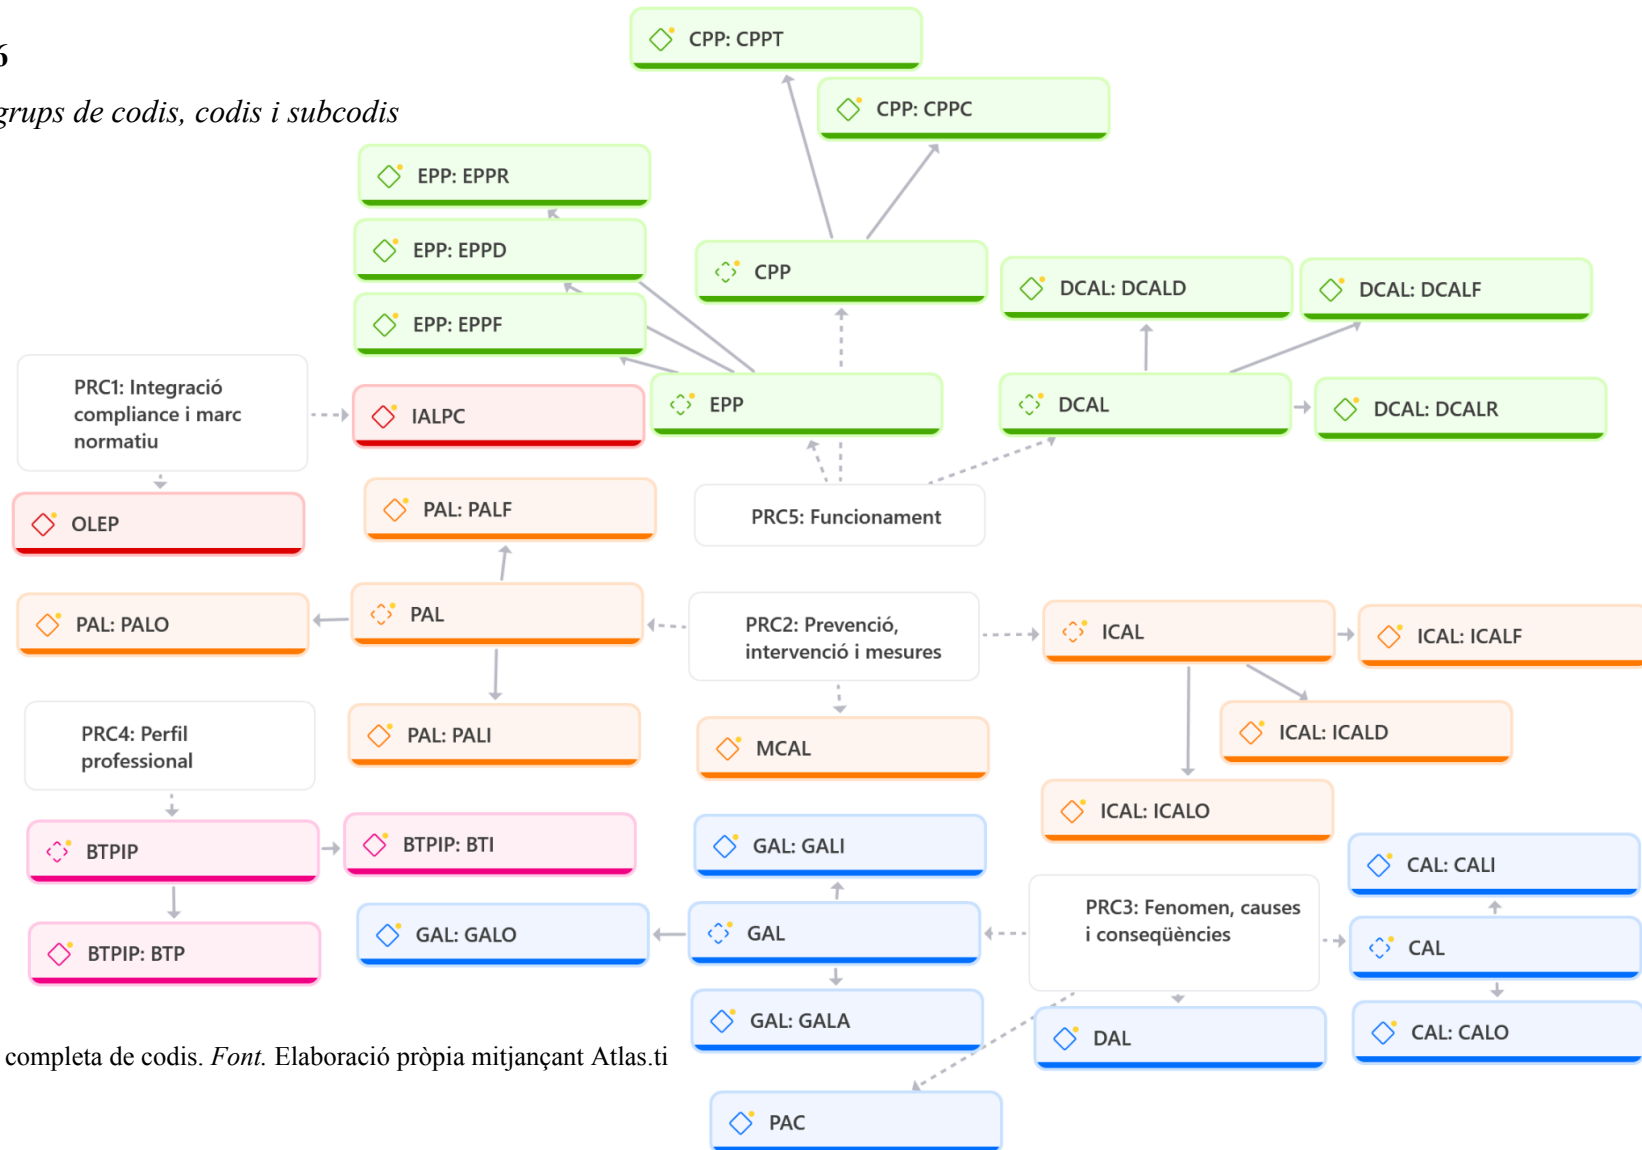 6
grups de codis, codis i subcodis
CPP: CPPT
CPP: CPPC
EPP: EPPR
EPP: EPPD
EPP: EPPF
CPP
DCAL: DCALD
DCAL: DCALF
PRC1: Integració
compliance i marc
normatiu
IALPC
EPP
DCAL
DCAL: DCALR
OLEP
PAL: PALF
PRC5: Funcionament
PAL: PALO
PAL
PRC2: Prevenció,
intervenció i mesures
ICAL
ICAL: ICALF
PRC4: Perfil
professional
PAL: PALI
MCAL
ICAL: ICALD
ICAL: ICALO
BTPIP
BTPIP: BTI
GAL: GALI
CAL: CALI
PRC3: Fenomen, causes
i conseqüències
BTPIP: BTP
GAL: GALO
GAL
CAL
GAL: GALA
DAL
CAL: CALO
completa de codis. Font. Elaboració pròpia mitjançant Atlas.ti
PAC